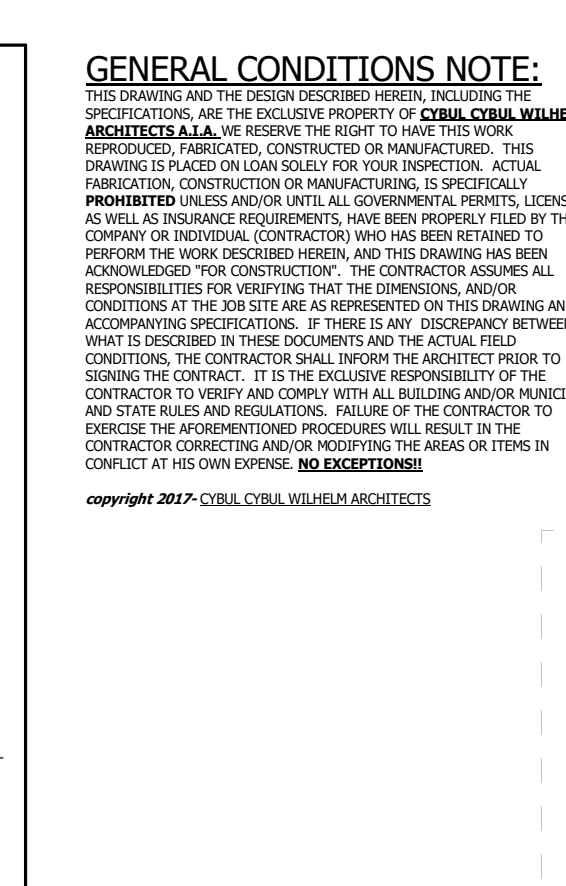 GENERAL CONDITIONS NOTE:
THIS DRAWING AND THE DESIGN DESCRIBED HEREIN, INCLUDING THE
SPECIFICATIONS, ARE THE EXCLUSIVE PROPERTY OF CYBUL CYBUL WILHE
ARCHITECTS A.I.A. WE RESERVE THE RIGHT TO HAVE THIS WORK
REPRODUCED, FABRICATED, CONSTRUCTED OR MANUFACTURED. THIS
DRAWING IS PLACED ON LOAN SOLELY FOR YOUR INSPECTION. ACTUAL
FABRICATION, CONSTRUCTION OR MANUFACTURING, IS SPECIFICALLY
PROHIBITED UNLESS AND/OR UNTIL ALL GOVERNMENTAL PERMITS, LICENS
AS WELL AS INSURANCE REQUIREMENTS, HAVE BEEN PROPERLY FILED BY TH
COMPANY OR INDIVIDUAL (CONTRACTOR) WHO HAS BEEN RETAINED TO
PERFORM THE WORK DESCRIBED HEREIN, AND THIS DRAWING HAS BEEN
ACKNOWLEDGED "FOR CONSTRUCTION". THE CONTRACTOR ASSUMES ALL
RESPONSIBILITIES FOR VERIFYING THAT THE DIMENSIONS, AND/OR
CONDITIONS AT THE JOB SITE ARE AS REPRESENTED ON THIS DRAWING AN
ACCOMPANYING SPECIFICATIONS. IF THERE IS ANY DISCREPANCY BETWEEN
WHAT IS DESCRIBED IN THESE DOCUMENTS AND THE ACTUAL FIELD
CONDITIONS, THE CONTRACTOR SHALL INFORM THE ARCHITECT PRIOR TO
SIGNING THE CONTRACT. IT IS THE EXCLUSIVE RESPONSIBILITY OF THE
CONTRACTOR TO VERIFY AND COMPLY WITH ALL BUILDING AND/OR MUNICI
AND STATE RULES AND REGULATIONS. FAILURE OF THE CONTRACTOR TO
EXERCISE THE AFOREMENTIONED PROCEDURES WILL RESULT IN THE
CONTRACTOR CORRECTING AND/OR MODIFYING THE AREAS OR ITEMS IN
CONFLICT AT HIS OWN EXPENSE. NO EXCEPTIONS!!
copyright 2017- CYBUL CYBUL WILHELM ARCHITECTS